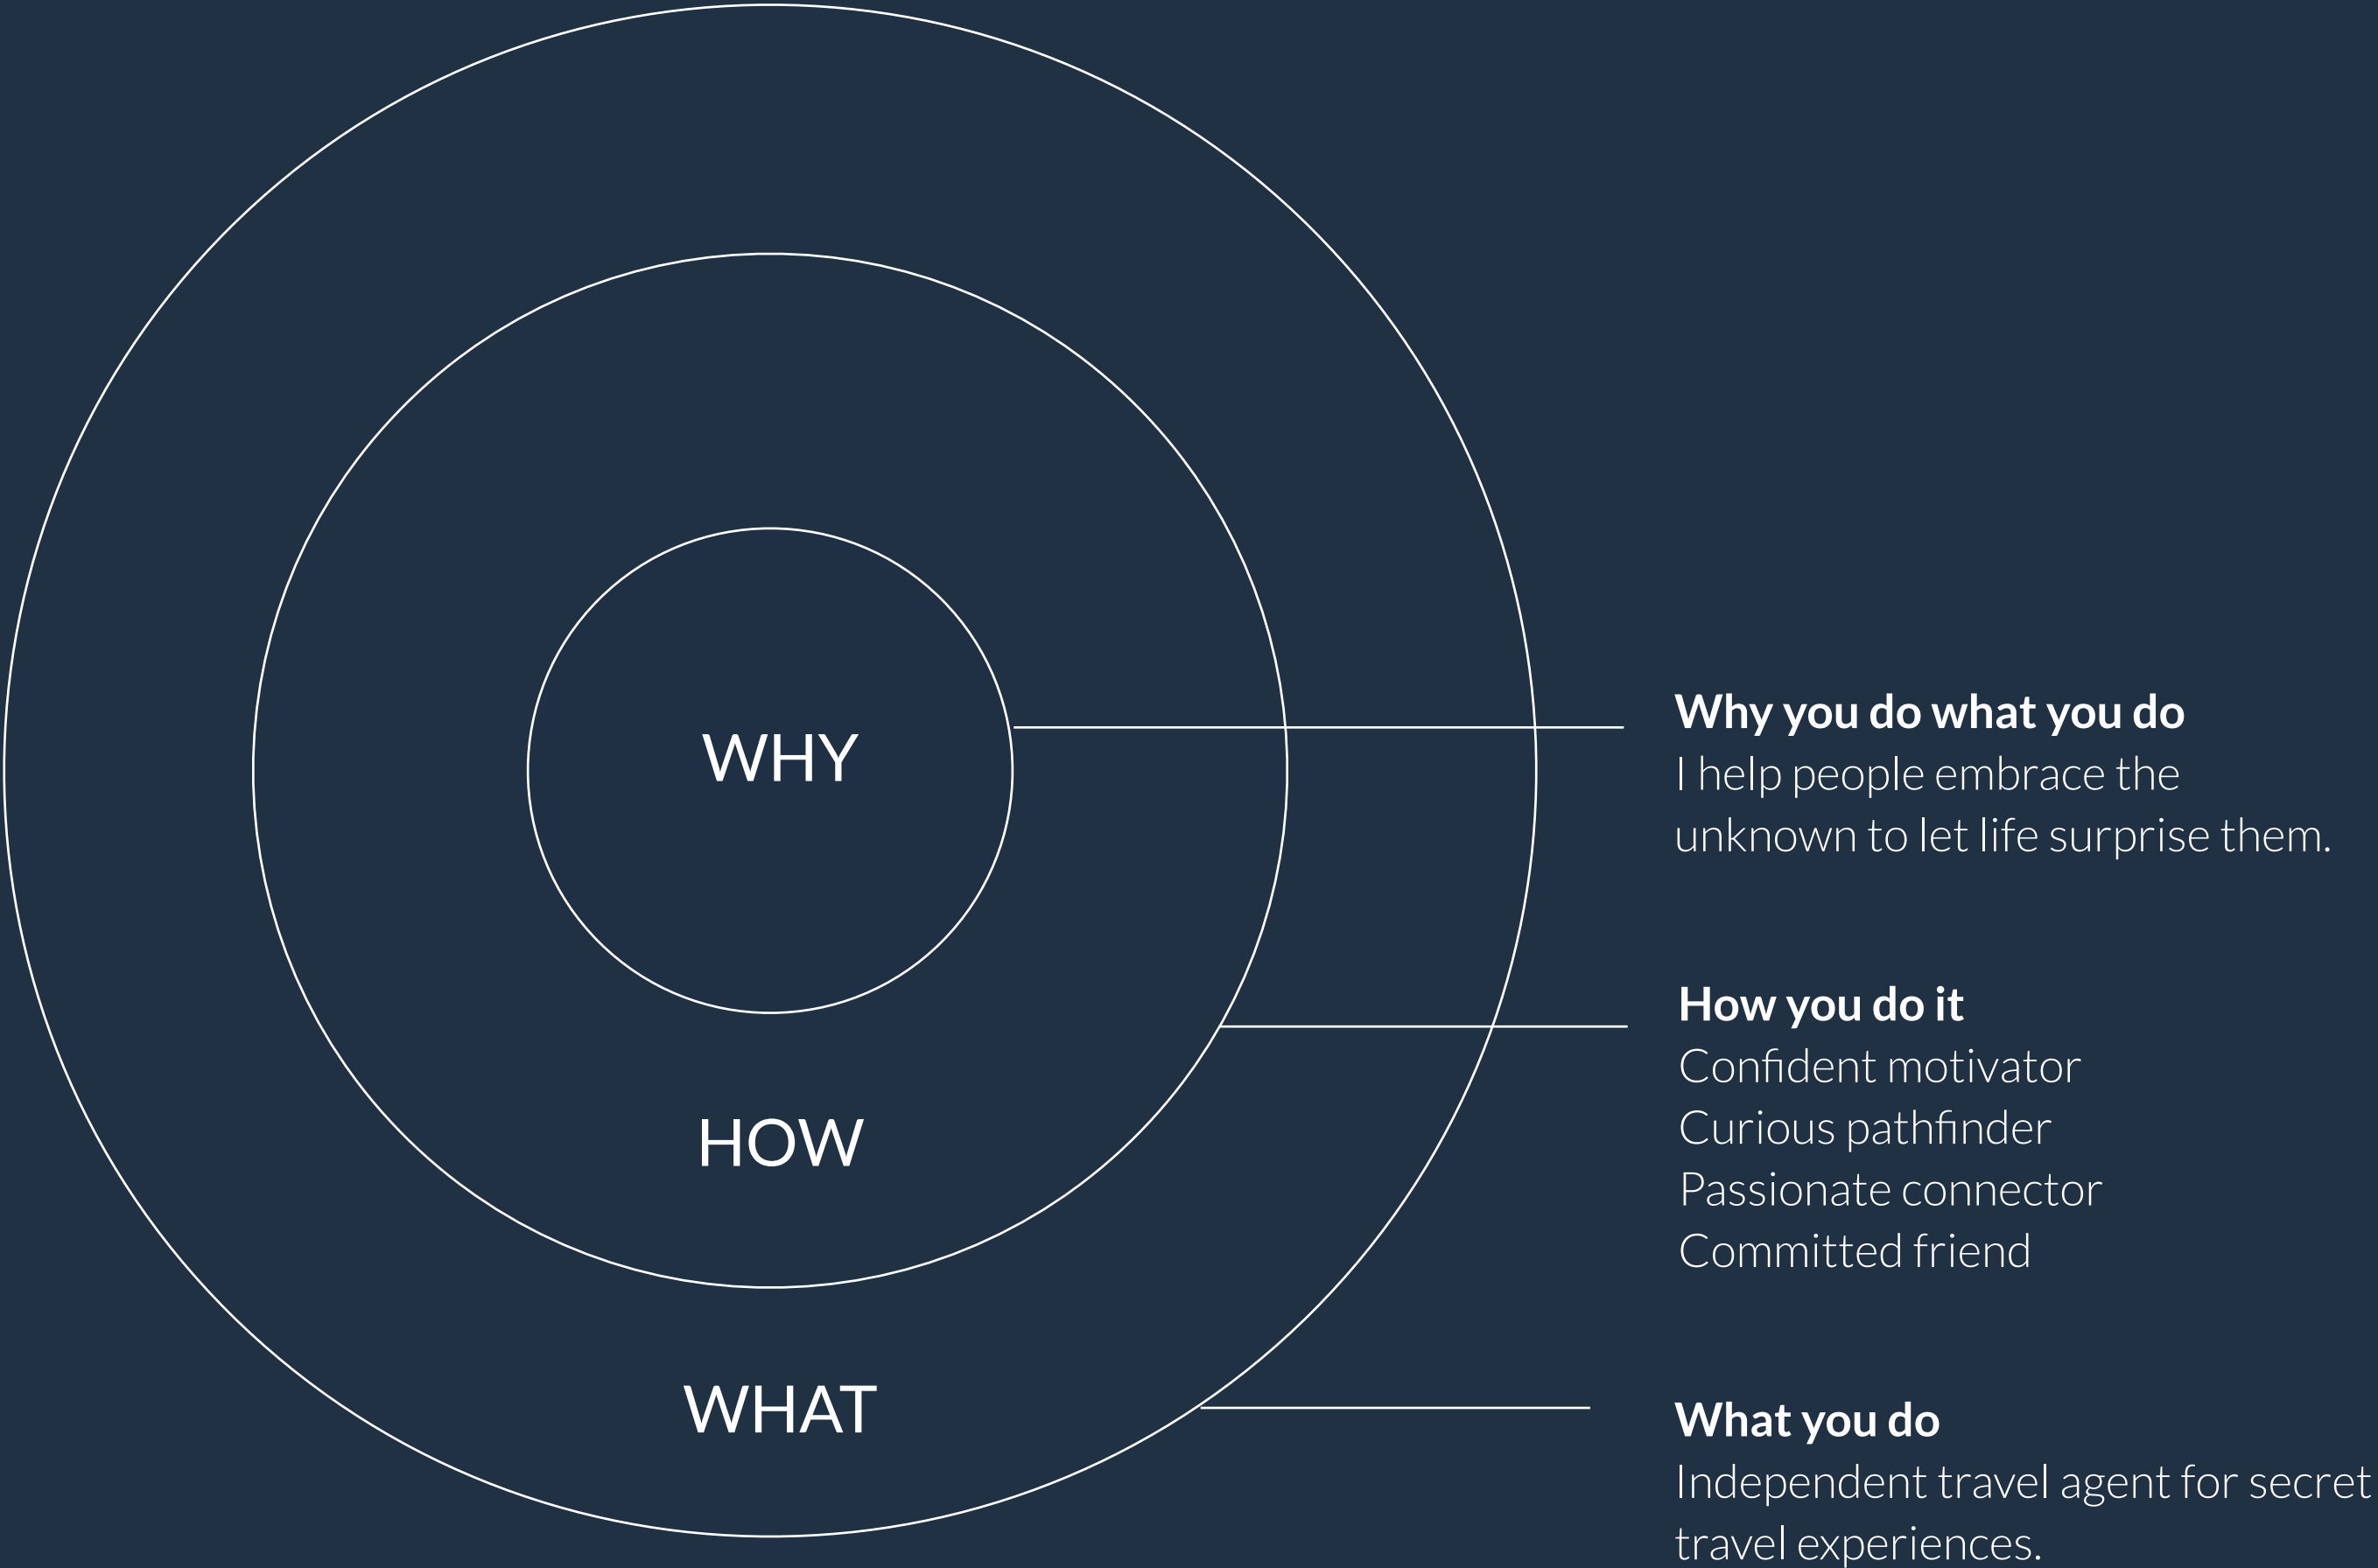 WHY
HOW
WHAT
Why you do what you do
I help people embrace the
unknown to let life surprise them.
How you do it
Confident motivator
Curious pathfinder
Passionate connector
Committed friend
What you do
Independent travel agent for secret
travel experiences.